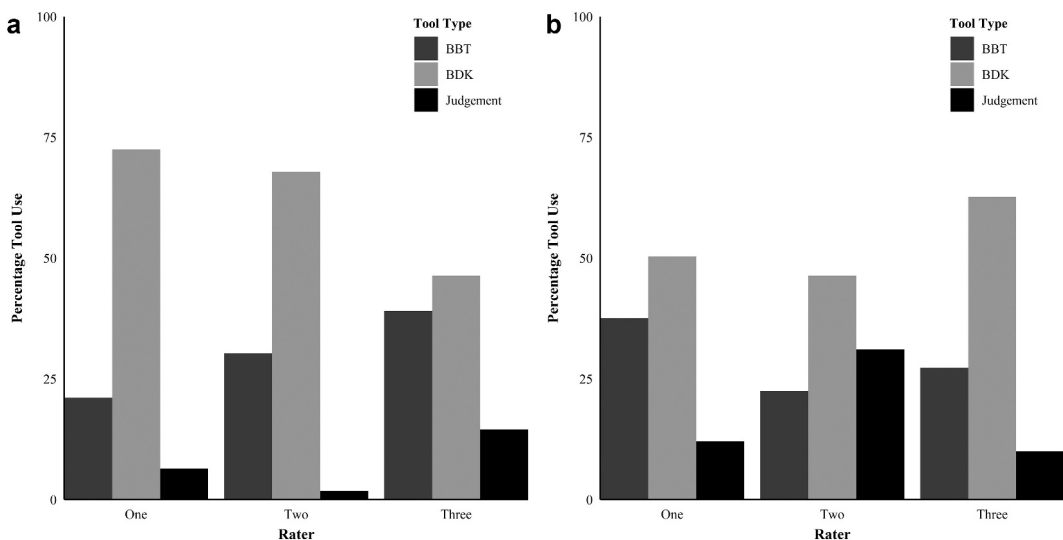 a
Percentage Tool Use
100
75
50
25
0
Tool Type
BBT
BDK
Judgement
One
Two
Three
Rater
b
Percentage Tool Use
100
75
50
25
0
Tool Type
BBT
BDK
Judgement
One
Two
Three
Rater